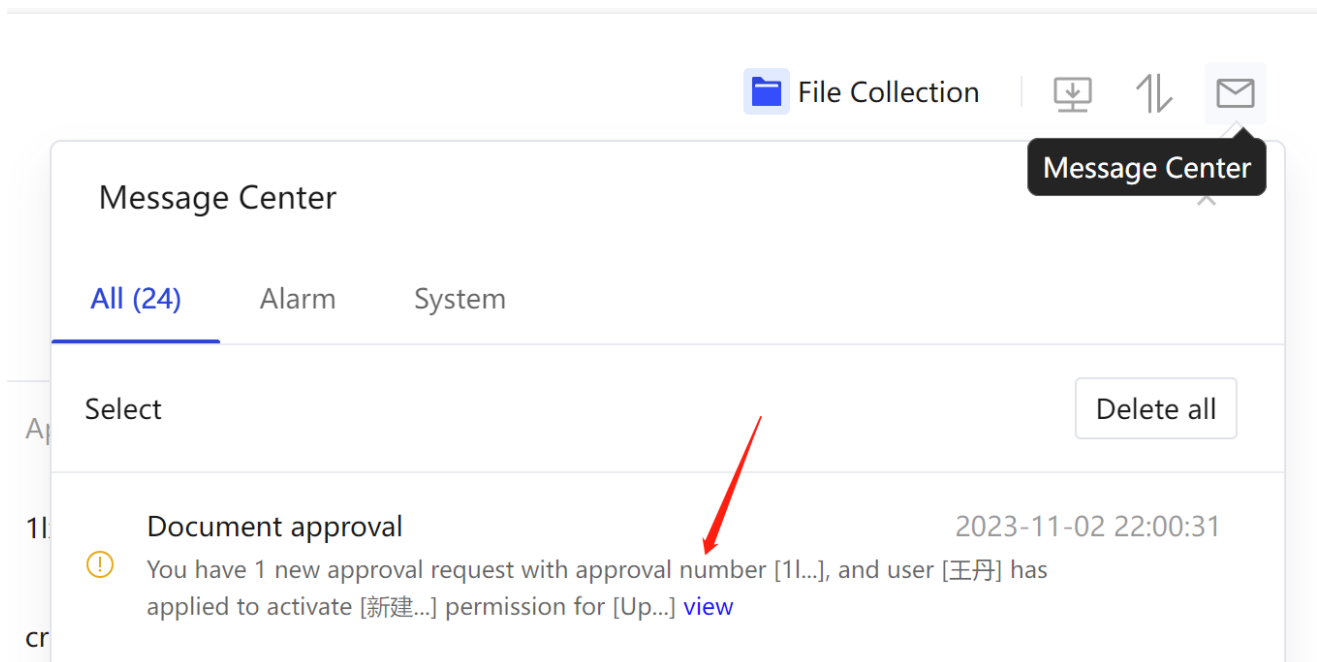 File Collection
Message Center
Message Center
All (24) Alarm System
Select Delete all
Document approval 2023-11-02 22:00:31
You have 1 new approval request with approval number [1l...], and user [王丹] has
applied to activate [新建...] permission for [Up...] view
cr